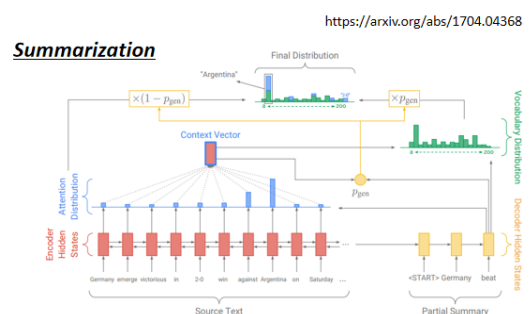 https://arxiv.org/abs/1704.04368
Summarization
Final Distribution
"Argentina"
×(1 − pgen)
×pgen
a zoo
Context Vector
Attention Distribution
Vocabulary Distribution
a zoo
pgen
Encoder Hidden States
Decoder Hidden States
...
Germany emerge victorious in 2-0 win against Argentina on Saturday ...
<START> Germany beat
Source Text
Partial Summary